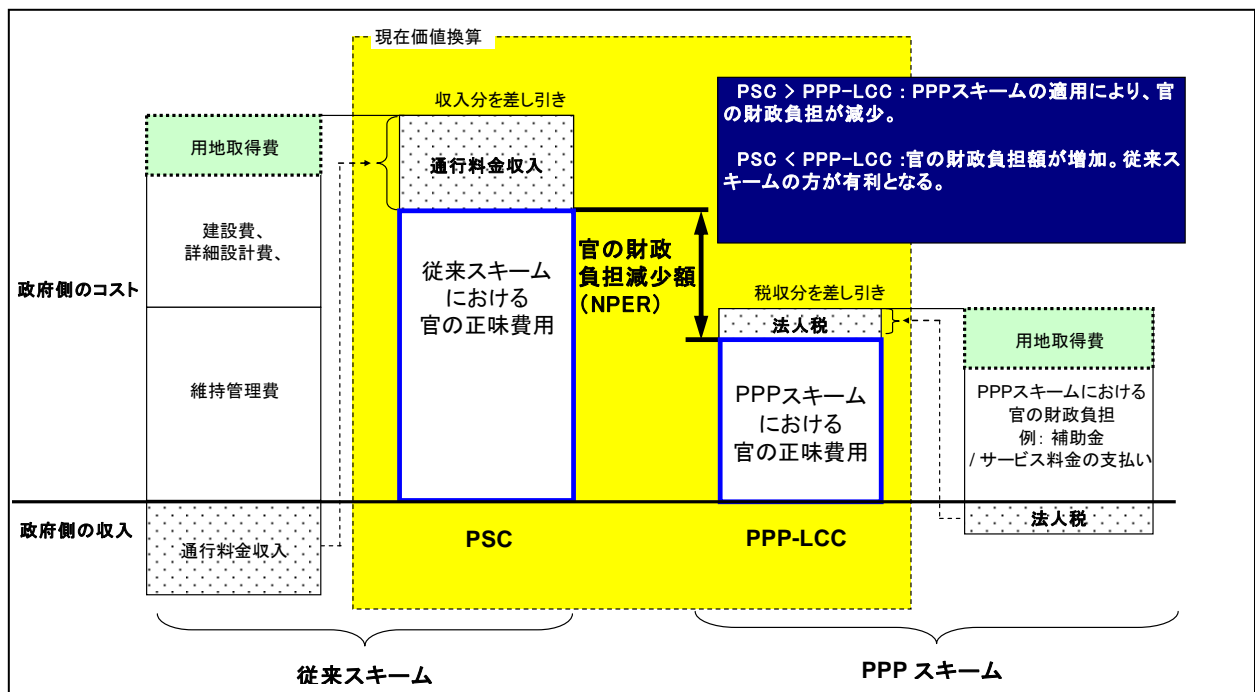 現在価値換算
収入分を差し引き
PSC > PPP-LCC : PPPスキームの適用により、官
の財政負担が減少。
PSC < PPP-LCC :官の財政負担額が増加。従来ス
キームの方が有利となる。
用地取得費
通行料金収入
建設費、
詳細設計費、
政府側のコスト
維持管理費
従来スキーム
における
官の正味費用
官の財政
負担減少額
(NPER)
税収分を差し引き
法人税
PPPスキーム
における
官の正味費用
用地取得費
PPPスキームにおける
官の財政負担
例: 補助金
/ サービス料金の支払い
政府側の収入
通行料金収入
PSC
PPP-LCC
法人税
従来スキーム
PPP スキーム